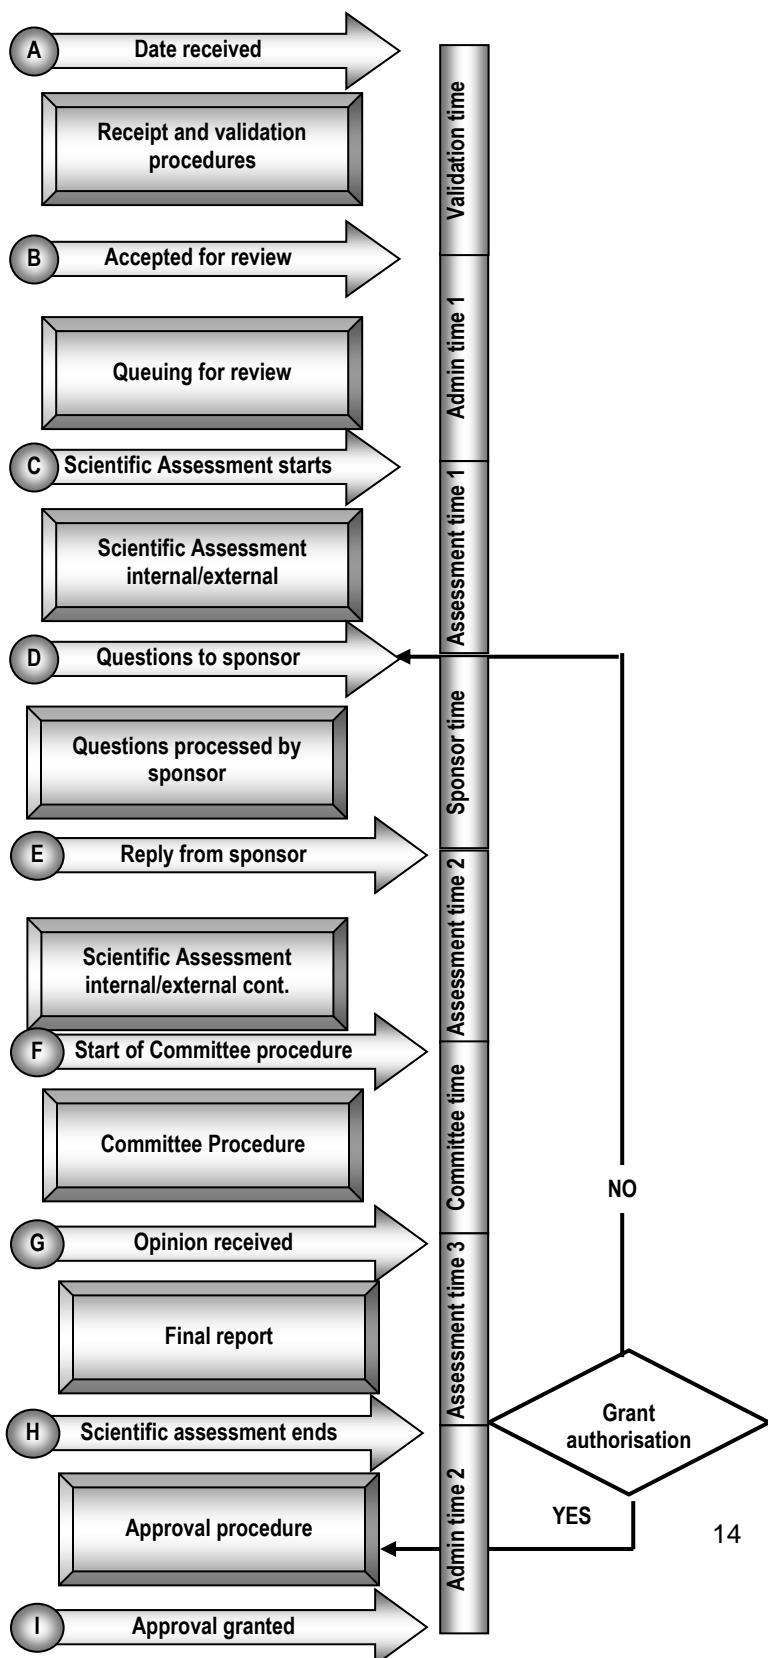 A Date received
Validation time
Receipt and validation
procedures
B Accepted for review
Admin time 1
Queuing for review
C Scientific Assessment starts
Assessment time 1
Scientific Assessment
internal/external
D Questions to sponsor
Sponsor time
Questions processed by
sponsor
E Reply from sponsor
Assessment time 2
Scientific Assessment
internal/external cont.
F Start of Committee procedure
Committee time
Committee Procedure
NO
G Opinion received
Assessment time 3
Final report
Grant
authorisation
H Scientific assessment ends
Admin time 2
Approval procedure
YES
14
I Approval granted